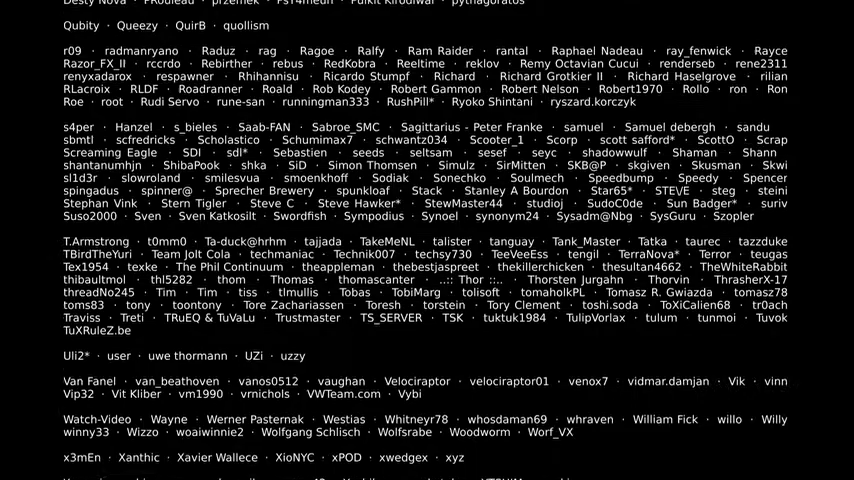 Desty Nova · PRouleau · przemek · PsT4meuh · Pulkit Kirodiwar · pythagoratos
Qubity · Queezy · QuirB · quollism
r09 · radmanryano · Raduz · rag · Ragoe · Ralfy · Ram Raider · rantal · Raphael Nadeau · ray_fenwick · Rayce
Razor_FX_II · rccrdo · Rebirther · rebus · RedKobra · Reeltime · reklov · Remy Octavian Cucui · renderseb · rene2311
renyxadarox · respawner · Rhihannisu · Ricardo Stumpf · Richard · Richard Grotkier II · Richard Haselgrove · rilian
RLacroix · RLDF · Roadranner · Roald · Rob Kodey · Robert Gammon · Robert Nelson · Robert1970 · Rollo · ron · Ron
Roe · root · Rudi Servo · rune-san · runningman333 · RushPill* · Ryoko Shintani · ryszard.korczyk
s4per · Hanzel · s_bieles · Saab-FAN · Sabroe_SMC · Sagittarius - Peter Franke · samuel · Samuel debergh · sandu
sbmtl · scfredricks · Scholastico · Schumimax7 · schwantz034 · Scooter_1 · Scorp · scott safford* · ScottO · Scrap
Screaming Eagle · SDI · sdl* · Sebastien · seeds · seltsam · sesef · seyc · shadowwulf · Shaman · Shann
shantanumhjn · ShibaPook · shka · SiD · Simon Thomsen · Simulz · SirMitten · SKB@P · skgiven · Skusman · Skwi
sl1d3r · slowroland · smilesvua · smoenkhoff · Sodiak · Sonechko · Soulmech · Speedbump · Speedy · Spencer
spingadus · spinner@ · Sprecher Brewery · spunkloaf · Stack · Stanley A Bourdon · Star65* · STE\/E · steg · steini
Stephan Vink · Stern Tigler · Steve C · Steve Hawker* · StewMaster44 · studioj · SudoC0de · Sun Badger* · suriv
Suso2000 · Sven · Sven Katkosilt · Swordfish · Sympodius · Synoel · synonym24 · Sysadm@Nbg · SysGuru · Szopler
T.Armstrong · t0mm0 · Ta-duck@hrhm · tajjada · TakeMeNL · talister · tanguay · Tank_Master · Tatka · taurec · tazzduke
TBirdTheYuri · Team Jolt Cola · techmaniac · Technik007 · techsy730 · TeeVeeEss · tengil · TerraNova* · Terror · teugas
Tex1954 · texke · The Phil Continuum · theappleman · thebestjaspreet · thekillerchicken · thesultan4662 · TheWhiteRabbit
thibaultmol · thl5282 · thom · Thomas · thomascanter · ..:: Thor ::.. · Thorsten Jurgahn · Thorvin · ThrasherX-17
threadNo245 · Tim · Tim · tiss · tlmullis · Tobas · TobiMarg · tolisoft · tomaholkPL · Tomasz R. Gwiazda · tomasz78
toms83 · tony · toontony · Tore Zachariassen · Toresh · torstein · Tory Clement · toshi.soda · ToXiCalien68 · tr0ach
Traviss · Treti · TRuEQ & TuVaLu · Trustmaster · TS_SERVER · TSK · tuktuk1984 · TulipVorlax · tulum · tunmoi · Tuvok
TuXRuleZ.be
Uli2* · user · uwe thormann · UZi · uzzy
Van Fanel · van_beathoven · vanos0512 · vaughan · Velociraptor · velociraptor01 · venox7 · vidmar.damjan · Vik · vinn
Vip32 · Vit Kliber · vm1990 · vrnichols · VWTeam.com · Vybi
Watch-Video · Wayne · Werner Pasternak · Westias · Whitneyr78 · whosdaman69 · whraven · William Fick · willo · Willy
winny33 · Wizzo · woaiwinnie2 · Wolfgang Schlisch · Wolfsrabe · Woodworm · Worf_VX
x3mEn · Xanthic · Xavier Wallece · XioNYC · xPOD · xwedgex · xyz